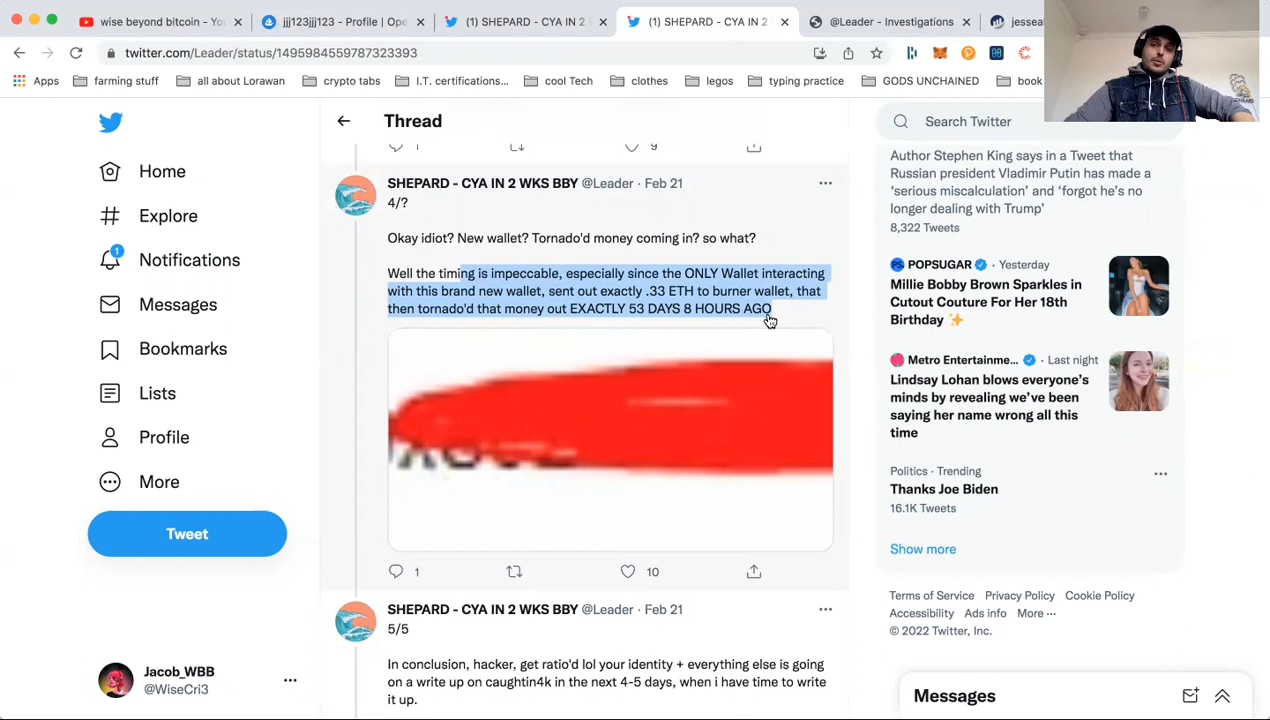 wise beyond bitcoin - You
jjj123jjj123 - Profile | Ope
(1) SHEPARD - CYA IN 2 W
(1) SHEPARD - CYA IN 2
@Leader - Investigations
jesseal
twitter.com/Leader/status/1495984559787323393
Apps
farming stuff
all about Lorawan
crypto tabs
I.T. certifications...
cool Tech
clothes
legos
typing practice
GODS UNCHAINED
book
Home
Explore
1
Notifications
Messages
Bookmarks
Lists
Profile
More
Tweet
Jacob_WBB
@WiseCri3
Thread
1
9
SHEPARD - CYA IN 2 WKS BBY @Leader · Feb 21
4/?
Okay idiot? New wallet? Tornado'd money coming in? so what?
Well the timing is impeccable, especially since the ONLY Wallet interacting
with this brand new wallet, sent out exactly .33 ETH to burner wallet, that
then tornado'd that money out EXACTLY 53 DAYS 8 HOURS AGO
1
10
SHEPARD - CYA IN 2 WKS BBY @Leader · Feb 21
5/5
In conclusion, hacker, get ratio'd lol your identity + everything else is going
on a write up on caughtin4k in the next 4-5 days, when i have time to write
it up.
Search Twitter
Author Stephen King says in a Tweet that
Russian president Vladimir Putin has made a
‘serious miscalculation’ and ‘forgot he’s no
longer dealing with Trump’
8,322 Tweets
POPSUGAR · Yesterday
Millie Bobby Brown Sparkles in
Cutout Couture For Her 18th
Birthday ✨
Metro Entertainme... · Last night
Lindsay Lohan blows everyone’s
minds by revealing we’ve been
saying her name wrong all this
time
Politics · Trending
Thanks Joe Biden
16.1K Tweets
Show more
Terms of Service Privacy Policy Cookie Policy
Accessibility Ads info More ···
© 2022 Twitter, Inc.
Messages